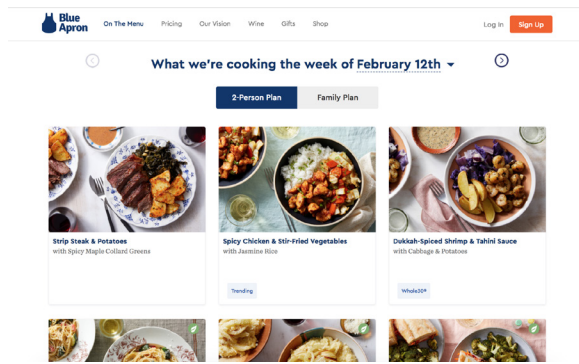 Blue
Apron
On The Menu
Pricing
Our Vision
Wine
Gifts
Shop
Log In
Sign Up
What we're cooking the week of February 12th
2-Person Plan
Family Plan
Strip Steak & Potatoes
with Spicy Maple Collard Greens
Spicy Chicken & Stir-Fried Vegetables
with Jasmine Rice
Trending
Dukkah-Spiced Shrimp & Tahini Sauce
with Cabbage & Potatoes
Whole30®